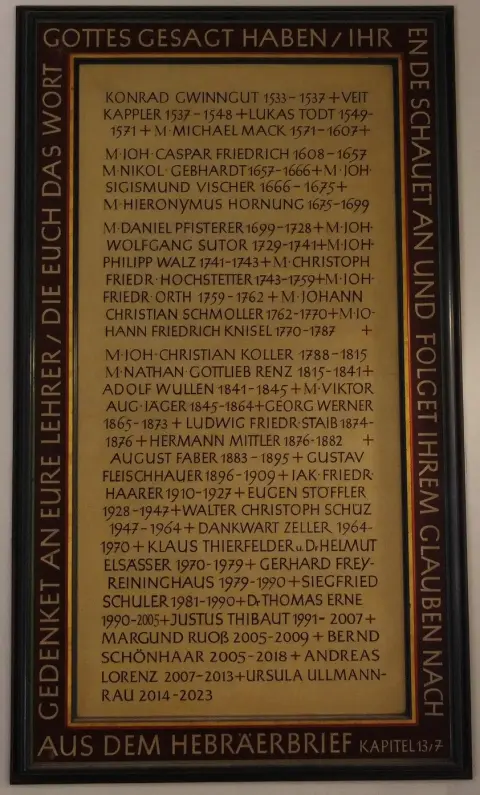 GEDENKET AN EURE LEHRER / DIE EUCH DAS WORT
GOTTES GESAGT HABEN / IHR
ENDE SCHAUET AN UND FOLGET IHREM GLAUBEN NACH
AUS DEM HEBRÄERBRIEF KAPITEL 13/7
KONRAD GWINNGUT 1533-1537+VEIT
KAPPLER 1537-1548+LUKAS TODT 1549-
1571+M·MICHAEL MACK 1571-1607+
M·JOH·CASPAR FRIEDRICH 1608-1657
M·NIKOL·GEBHARDT 1657-1666+M·JOH·
SIGISMUND VISCHER 1666-1675+
M·HIERONYMUS HORNUNG 1675-1699
M·DANIEL PFISTERER 1699-1728+M·JOH·
WOLFGANG SUTOR 1729-1741+M·JOH·
PHILIPP WALZ 1741-1743+M·CHRISTOPH
FRIEDR·HOCHSTETTER 1743-1759+M·JOH·
FRIEDR·ORTH 1759-1762+M·JOHANN
CHRISTIAN SCHMOLLER 1762-1770+M·JO-
HANN FRIEDRICH KNISEL 1770-1787 +
M·JOH·CHRISTIAN KOLLER 1788-1815
M·NATHAN·GOTTLIEB RENZ 1815-1841+
ADOLF WULLEN 1841-1845+M·VIKTOR
AUG·JÄGER 1845-1864+GEORG WERNER
1865-1873+LUDWIG FRIEDR·STAIB 1874-
1876+HERMANN MITTLER 1876-1882 +
AUGUST FABER 1883-1895+GUSTAV
FLEISCHHAUER 1896-1909+IAK·FRIEDR·
HAARER 1910-1927+EUGEN STOFFLER
1928-1947+WALTER CHRISTOPH SCHÜZ
1947-1964+DANKWART ZELLER 1964-
1970+KLAUS THIERFELDER u. Dr HELMUT
ELSÄSSER 1970-1979+GERHARD FREY-
REININGHAUS 1979-1990+SIEGFRIED
SCHULER 1981-1990+Dr THOMAS ERNE
1990-2005+JUSTUS THIBAUT 1991-2007+
MARGUND RUOß 2005-2009+BERND
SCHÖNHAAR 2005-2018+ANDREAS
LORENZ 2007-2013+URSULA ULLMANN-
RAU 2014-2023